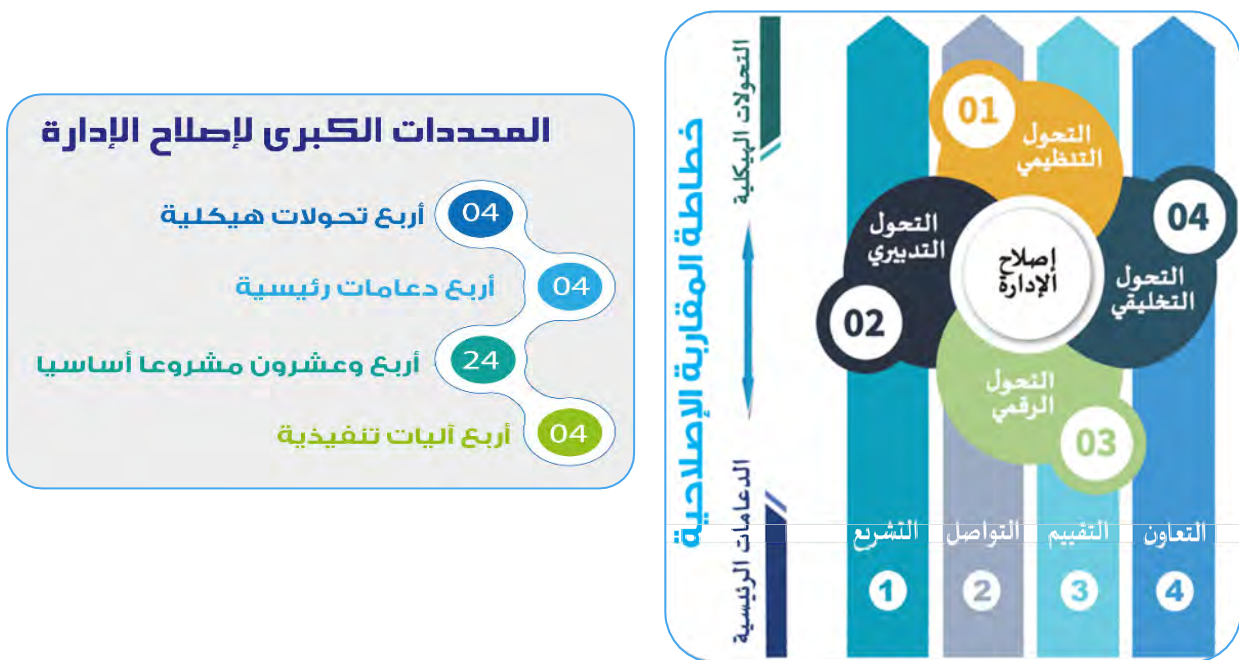 المحددات الكبرى لإصلاح الإدارة
04 أربع تحولات هيكلية
04 أربع دعامات رئيسية
24 أربع وعشرون مشروعا أساسيا
04 أربع آليات تنفيذية
خطاطة المقاربة الإصلاحية
التحولات الهيكلية
الدعامات الرئيسية
01
التحول
التنظيمي
02
التحول
التدبيري
03
التحول
الرقمي
04
التحول
التخليقي
إصلاح
الإدارة
التشريع
1
التواصل
2
التقييم
3
التعاون
4